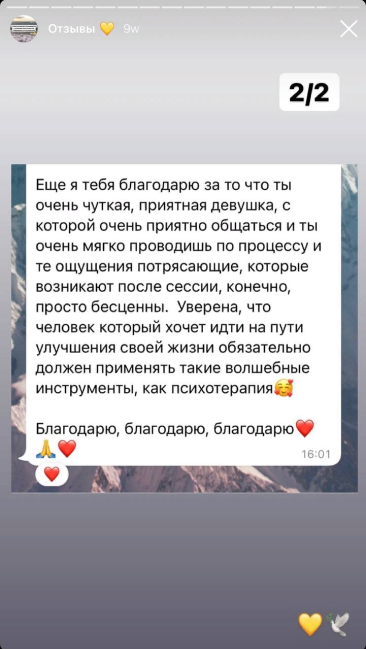 Отзывы 💛 9w
2/2
Еще я тебя благодарю за то что ты
очень чуткая, приятная девушка, с
которой очень приятно общаться и ты
очень мягко проводишь по процессу и
те ощущения потрясающие, которые
возникают после сессии, конечно,
просто бесценны. Уверена, что
человек который хочет идти на пути
улучшения своей жизни обязательно
должен применять такие волшебные
инструменты, как психотерапия🥰
Благодарю, благодарю, благодарю❤️
🙏❤️
16:01